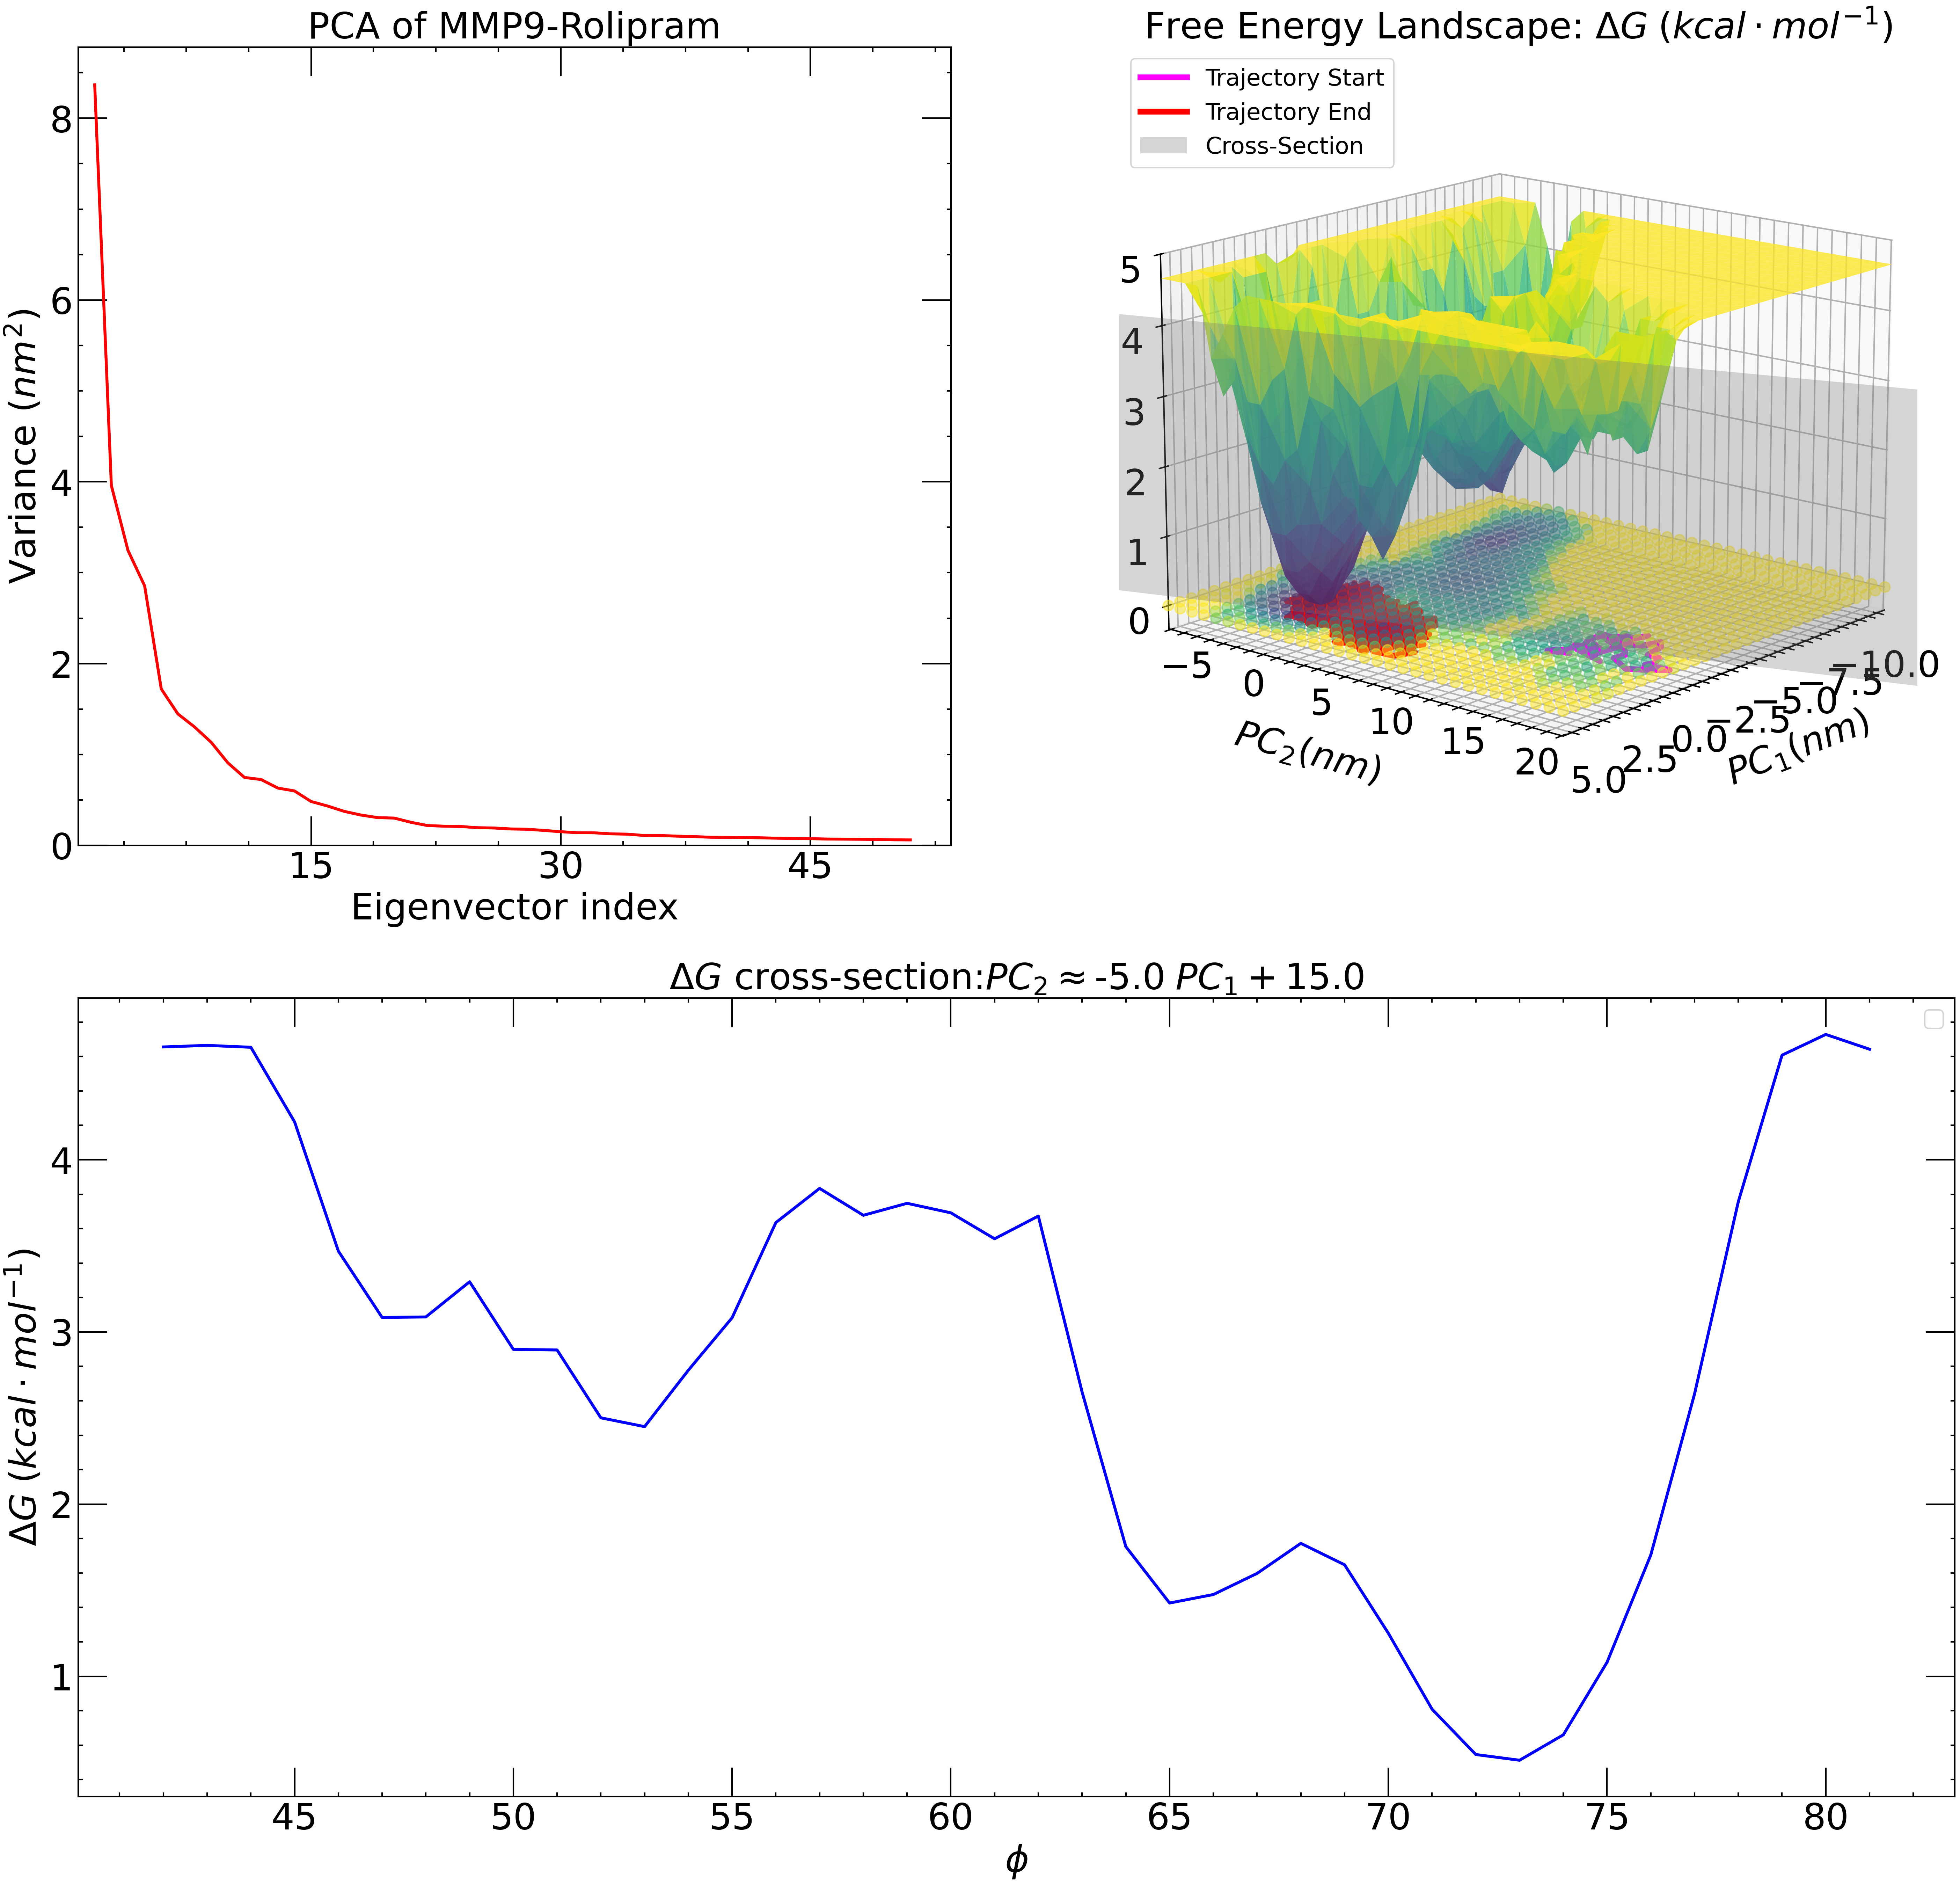 PCA of MMP9-Rolipram
8
6
4
2
0
15 30 45
Variance (nm²)
Eigenvector index
Free Energy Landscape: ΔG (kcal · mol⁻¹)
Trajectory Start
Trajectory End
Cross-Section
5
4
3
2
1
0
−5 0 5 10 15 20
PC₂(nm)
5.0 2.5 0.0 −2.5 −5.0 −7.5 −10.0
PC₁(nm)
ΔG cross-section:PC₂ ≈ -5.0 PC₁ + 15.0
4
3
2
1
ΔG (kcal · mol⁻¹)
45 50 55 60 65 70 75 80
ϕ